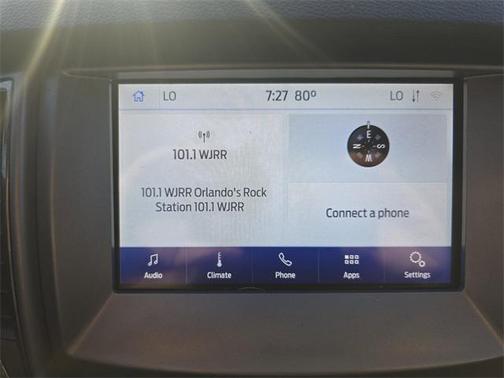 LO 7:27 80° LO
101.1 WJRR
101.1 WJRR Orlando's Rock
Station 101.1 WJRR
E
N S
W
Connect a phone
Audio Climate Phone Apps Settings